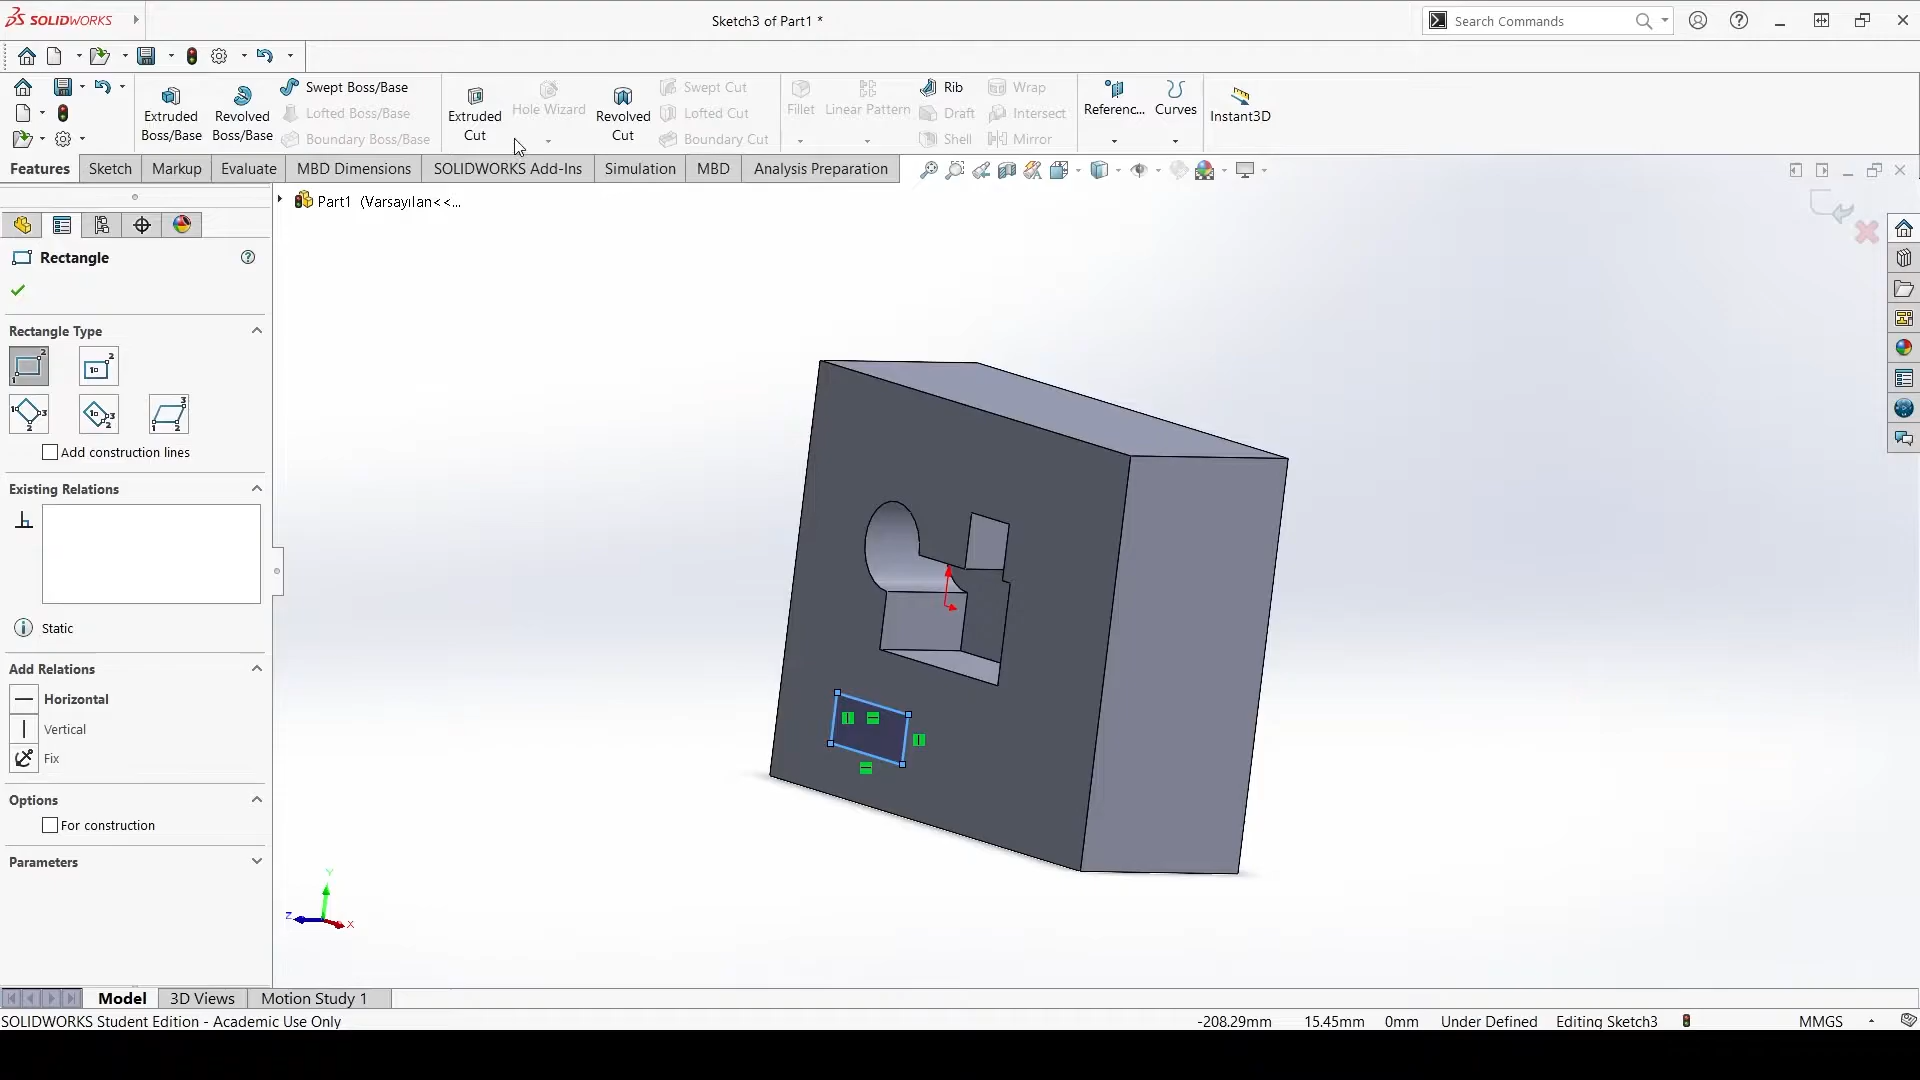 SOLIDWORKS
Sketch3 of Part1 *
Search Commands
Extruded Boss/Base
Revolved Boss/Base
Swept Boss/Base
Lofted Boss/Base
Boundary Boss/Base
Extruded Cut
Hole Wizard
Revolved Cut
Swept Cut
Lofted Cut
Boundary Cut
Fillet
Linear Pattern
Rib
Draft
Shell
Wrap
Intersect
Mirror
Referenc...
Curves
Instant3D
Features
Sketch
Markup
Evaluate
MBD Dimensions
SOLIDWORKS Add-Ins
Simulation
MBD
Analysis Preparation
Part1 (Varsayılan<<...
Rectangle
Rectangle Type
Add construction lines
Existing Relations
Static
Add Relations
Horizontal
Vertical
Fix
Options
For construction
Parameters
Y
Z
X
Model
3D Views
Motion Study 1
SOLIDWORKS Student Edition - Academic Use Only
-208.29mm
15.45mm
0mm
Under Defined
Editing Sketch3
MMGS